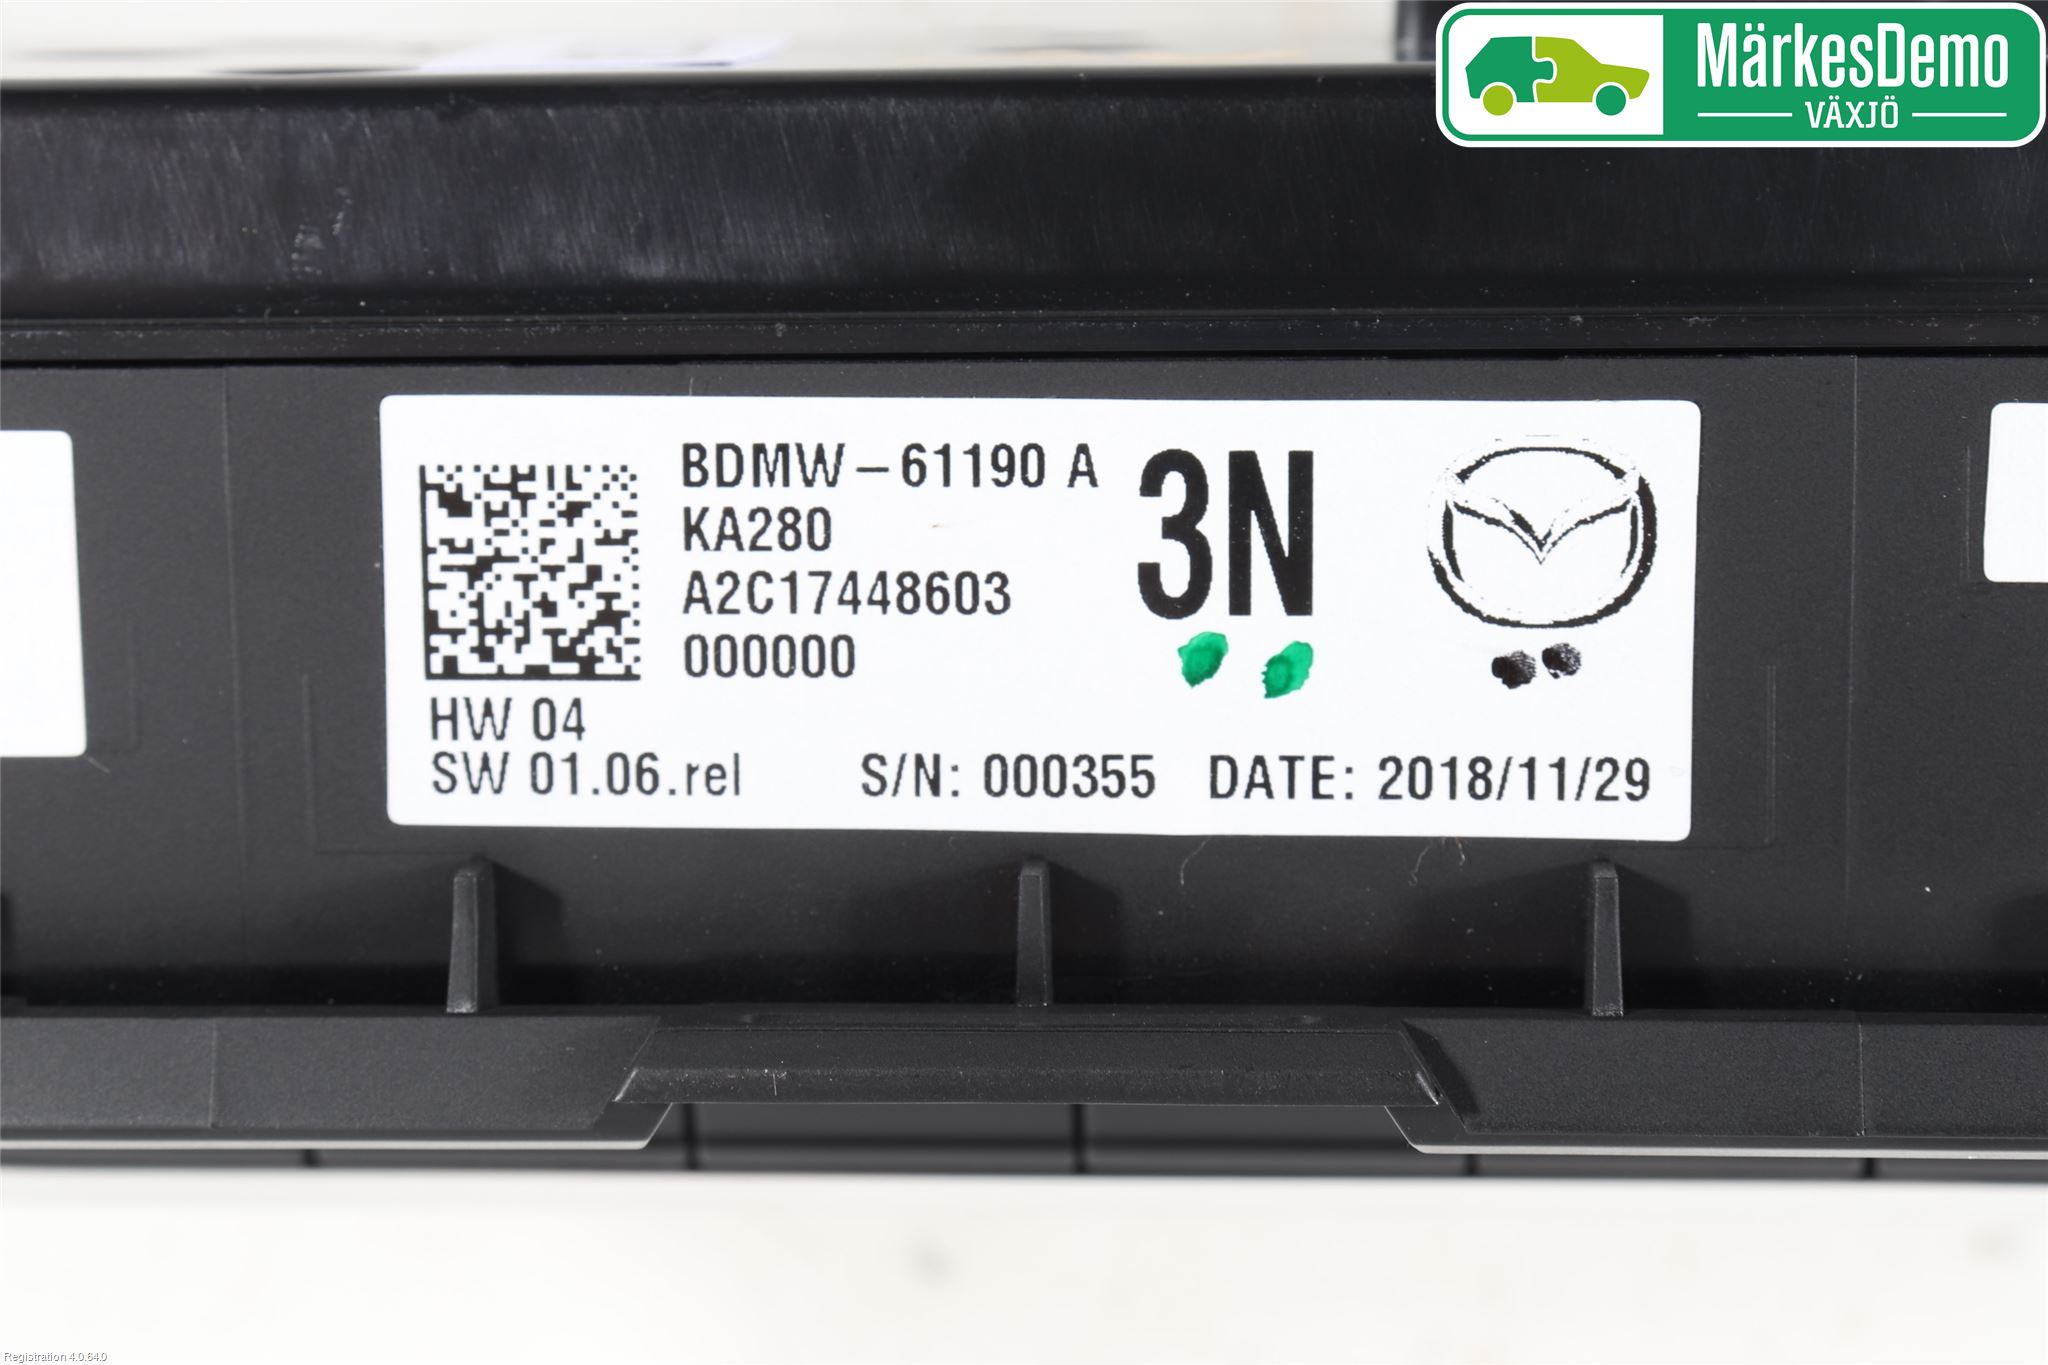 MärkesDemo
VÄXJÖ
BDMW-61190 A
KA280
A2C17448603
000000
3N
HW 04
SW 01.06.rel
S/N: 000355
DATE: 2018/11/29
Registration 4.0.64.0